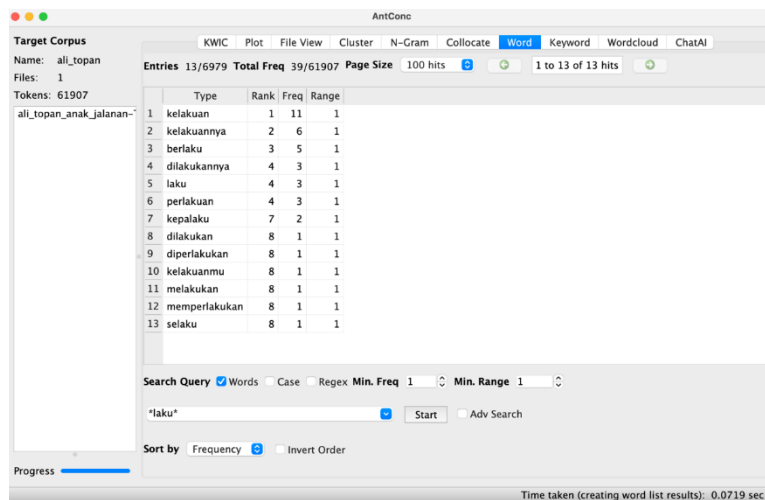 AntConc
Target Corpus
Name: ali_topan
Files: 1
Tokens: 61907
ali_topan_anak_jalanan-
Progress
KWIC Plot File View Cluster N-Gram Collocate Word Keyword Wordcloud ChatAI
Entries 13/6979 Total Freq 39/61907 Page Size 100 hits 1 to 13 of 13 hits
Type Rank Freq Range
1 kelakuan 1 11 1
2 kelakuannya 2 6 1
3 berlaku 3 5 1
4 dilakukannya 4 3 1
5 laku 4 3 1
6 perlakuan 4 3 1
7 kepalaku 7 2 1
8 dilakukan 8 1 1
9 diperlakukan 8 1 1
10 kelakuanmu 8 1 1
11 melakukan 8 1 1
12 memperlakukan 8 1 1
13 selaku 8 1 1
Search Query Words Case Regex Min. Freq 1 Min. Range 1
*laku* Start Adv Search
Sort by Frequency Invert Order
Time taken (creating word list results): 0.0719 sec